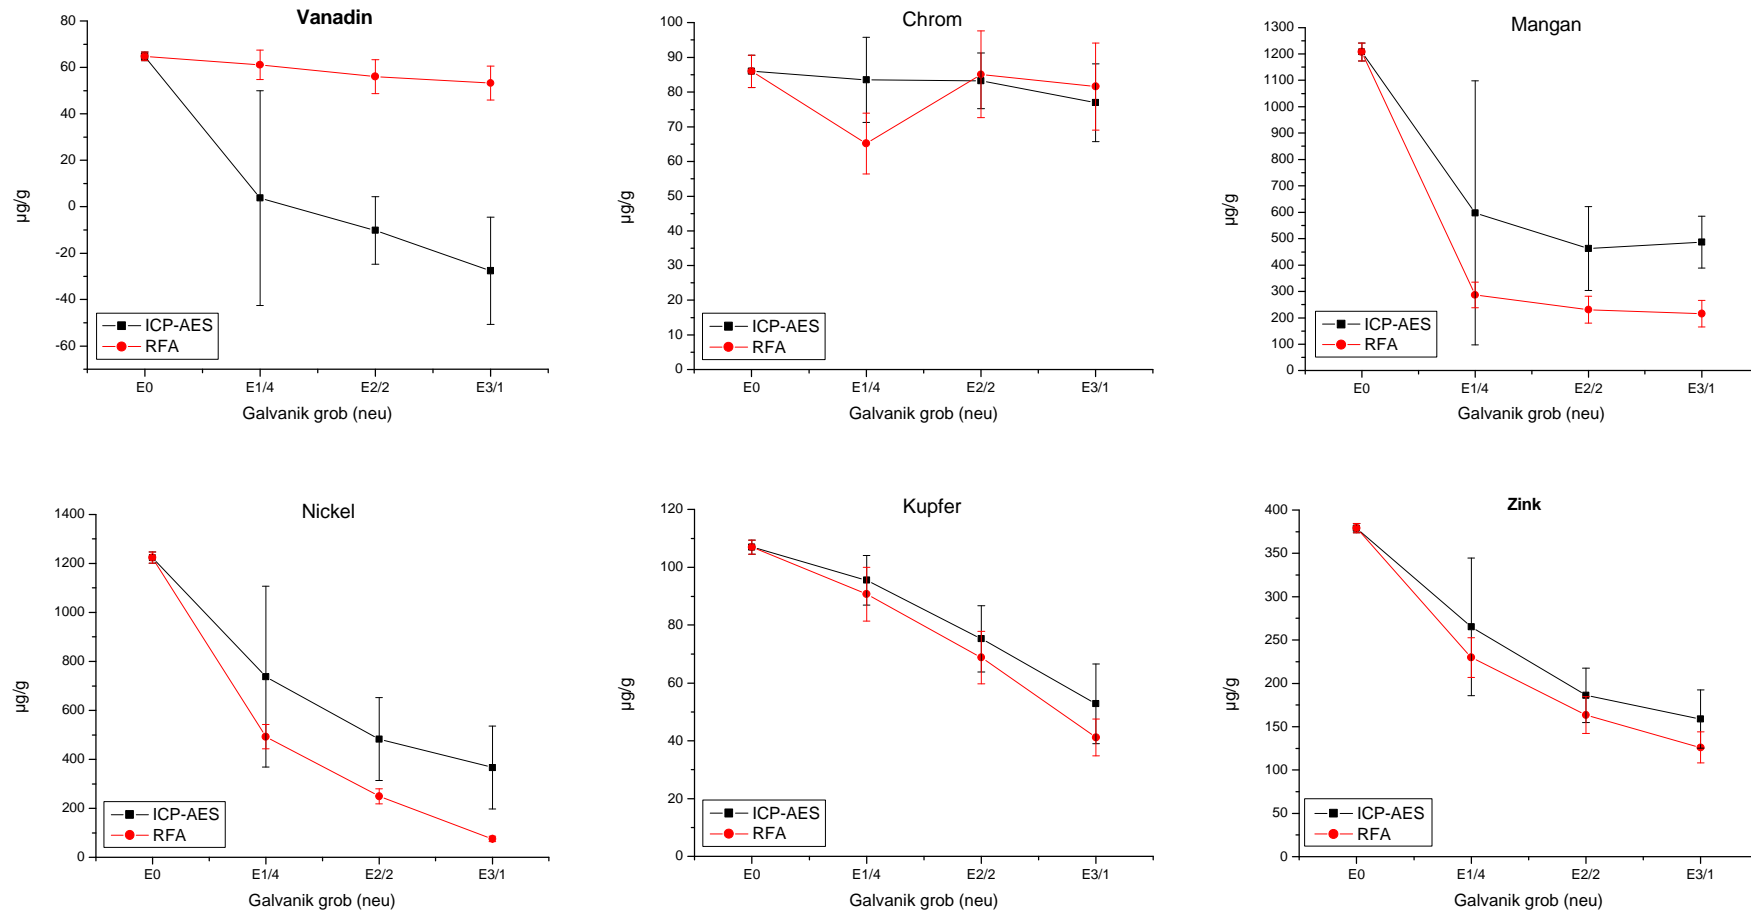 Vanadin
80
60
40
20
0
-20
-40
-60
µg/g
ICP-AES
RFA
E0 E1/4 E2/2 E3/1
Galvanik grob (neu)
Chrom
100
90
80
70
60
50
40
30
20
10
0
µg/g
ICP-AES
RFA
E0 E1/4 E2/2 E3/1
Galvanik grob (neu)
Mangan
1300
1200
1100
1000
900
800
700
600
500
400
300
200
100
0
µg/g
ICP-AES
RFA
E0 E1/4 E2/2 E3/1
Galvanik grob (neu)
Nickel
1400
1200
1000
800
600
400
200
0
µg/g
ICP-AES
RFA
E0 E1/4 E2/2 E3/1
Galvanik grob (neu)
Kupfer
120
100
80
60
40
20
0
µg/g
ICP-AES
RFA
E0 E1/4 E2/2 E3/1
Galvanik grob (neu)
Zink
400
350
300
250
200
150
100
50
0
µg/g
ICP-AES
RFA
E0 E1/4 E2/2 E3/1
Galvanik grob (neu)